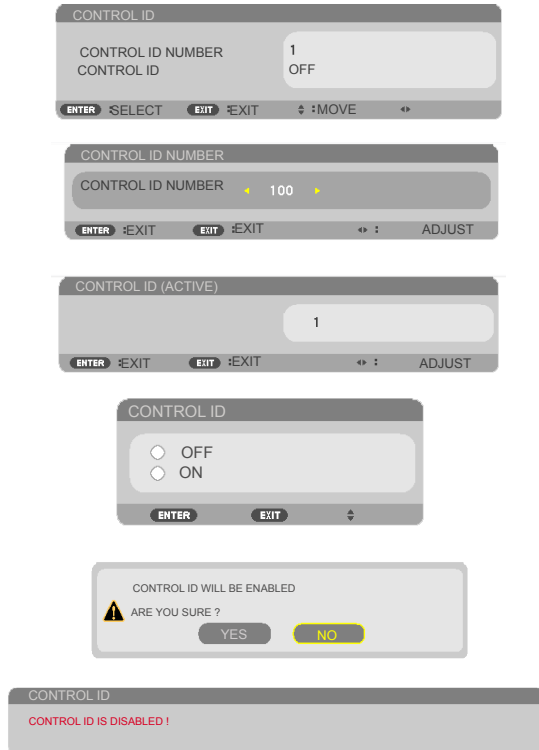 CONTROL ID
CONTROL ID NUMBER 1
CONTROL ID OFF
ENTER :SELECT EXIT :EXIT :MOVE
CONTROL ID NUMBER
CONTROL ID NUMBER 100
ENTER :EXIT EXIT :EXIT : ADJUST
CONTROL ID (ACTIVE)
1
ENTER :EXIT EXIT :EXIT : ADJUST
CONTROL ID
OFF
ON
ENTER EXIT
CONTROL ID WILL BE ENABLED
ARE YOU SURE ?
YES NO
CONTROL ID
CONTROL ID IS DISABLED !